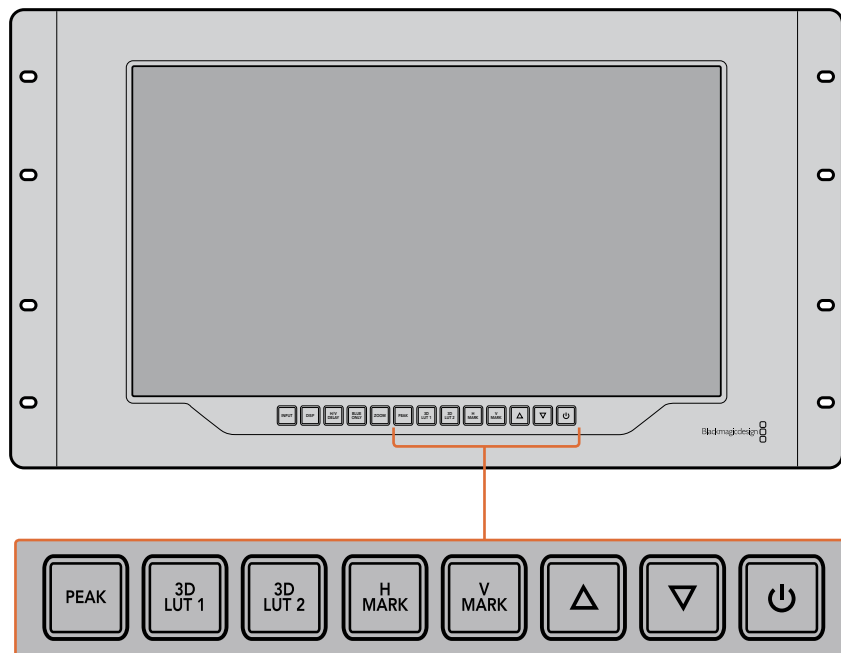 INPUT
DISP
H/V
DELAY
BLUE
ONLY
ZOOM
PEAK
3D
LUT 1
3D
LUT 2
H
MARK
V
MARK
Blackmagicdesign
PEAK
3D
LUT 1
3D
LUT 2
H
MARK
V
MARK